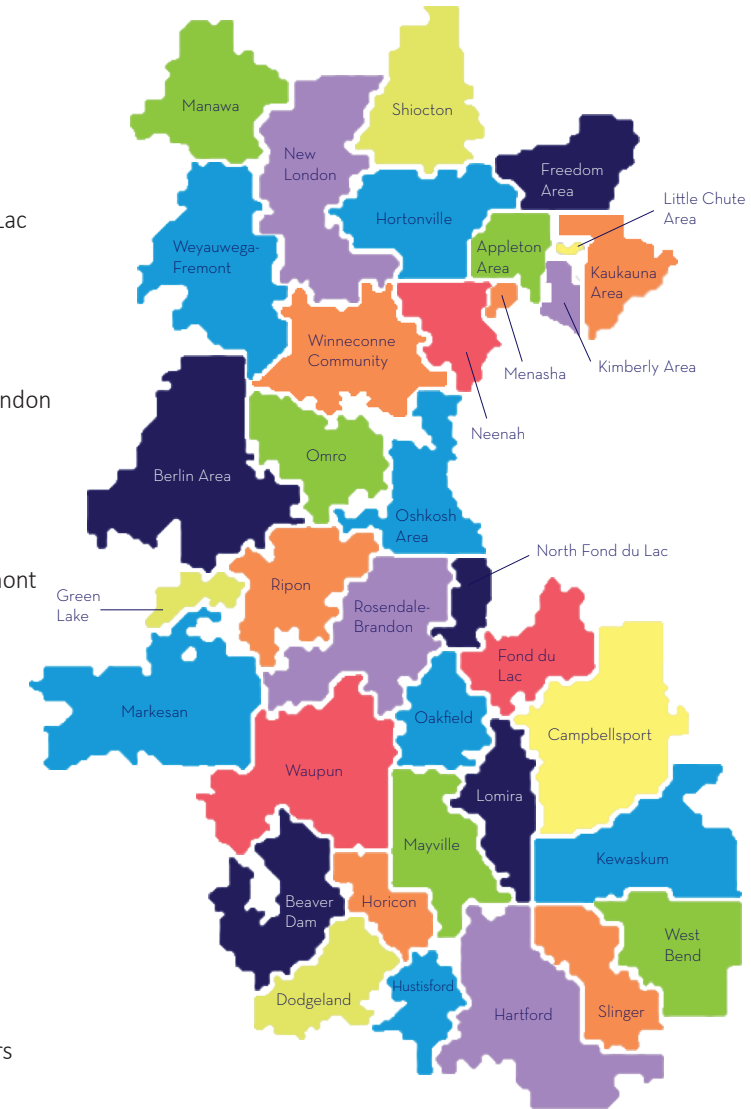 Manawa
Shiocton
New
London
Freedom
Area
Little Chute
Area
Lac
Hortonville
Weyauwega-
Fremont
Appleton
Area
Kaukauna
Area
Winneconne
Community
Menasha
Kimberly Area
ndon
Neenah
Omro
Berlin Area
Oshkosh
Area
North Fond du Lac
mont
Green
Lake
Ripon
Rosendale-
Brandon
Fond du
Lac
Markesan
Oakfield
Campbellsport
Waupun
Lomira
Mayville
Kewaskum
Beaver
Dam
Horicon
West
Bend
Hustisford
Dodgeland
Slinger
Hartford
rs